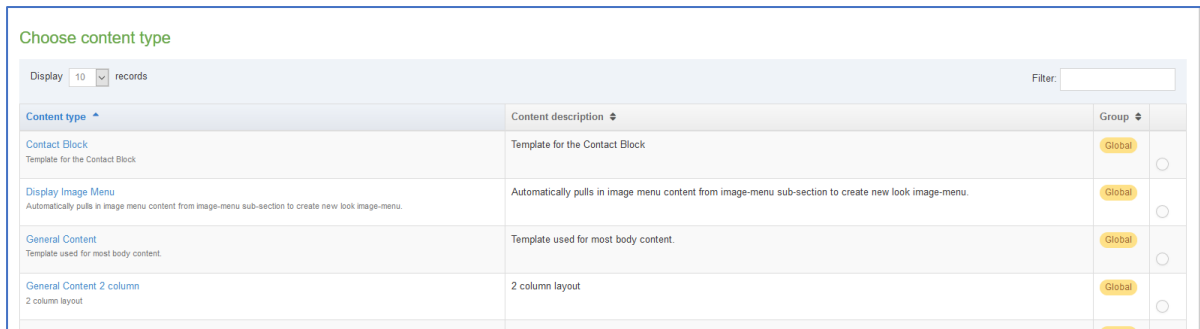 Choose content type
Display 10 records Filter:
Content type Content description Group
Contact Block Template for the Contact Block Global
Template for the Contact Block
Display Image Menu Automatically pulls in image menu content from image-menu sub-section to create new look image-menu. Global
Automatically pulls in image menu content from image-menu sub-section to create new look image-menu.
General Content Template used for most body content. Global
Template used for most body content.
General Content 2 column 2 column layout Global
2 column layout